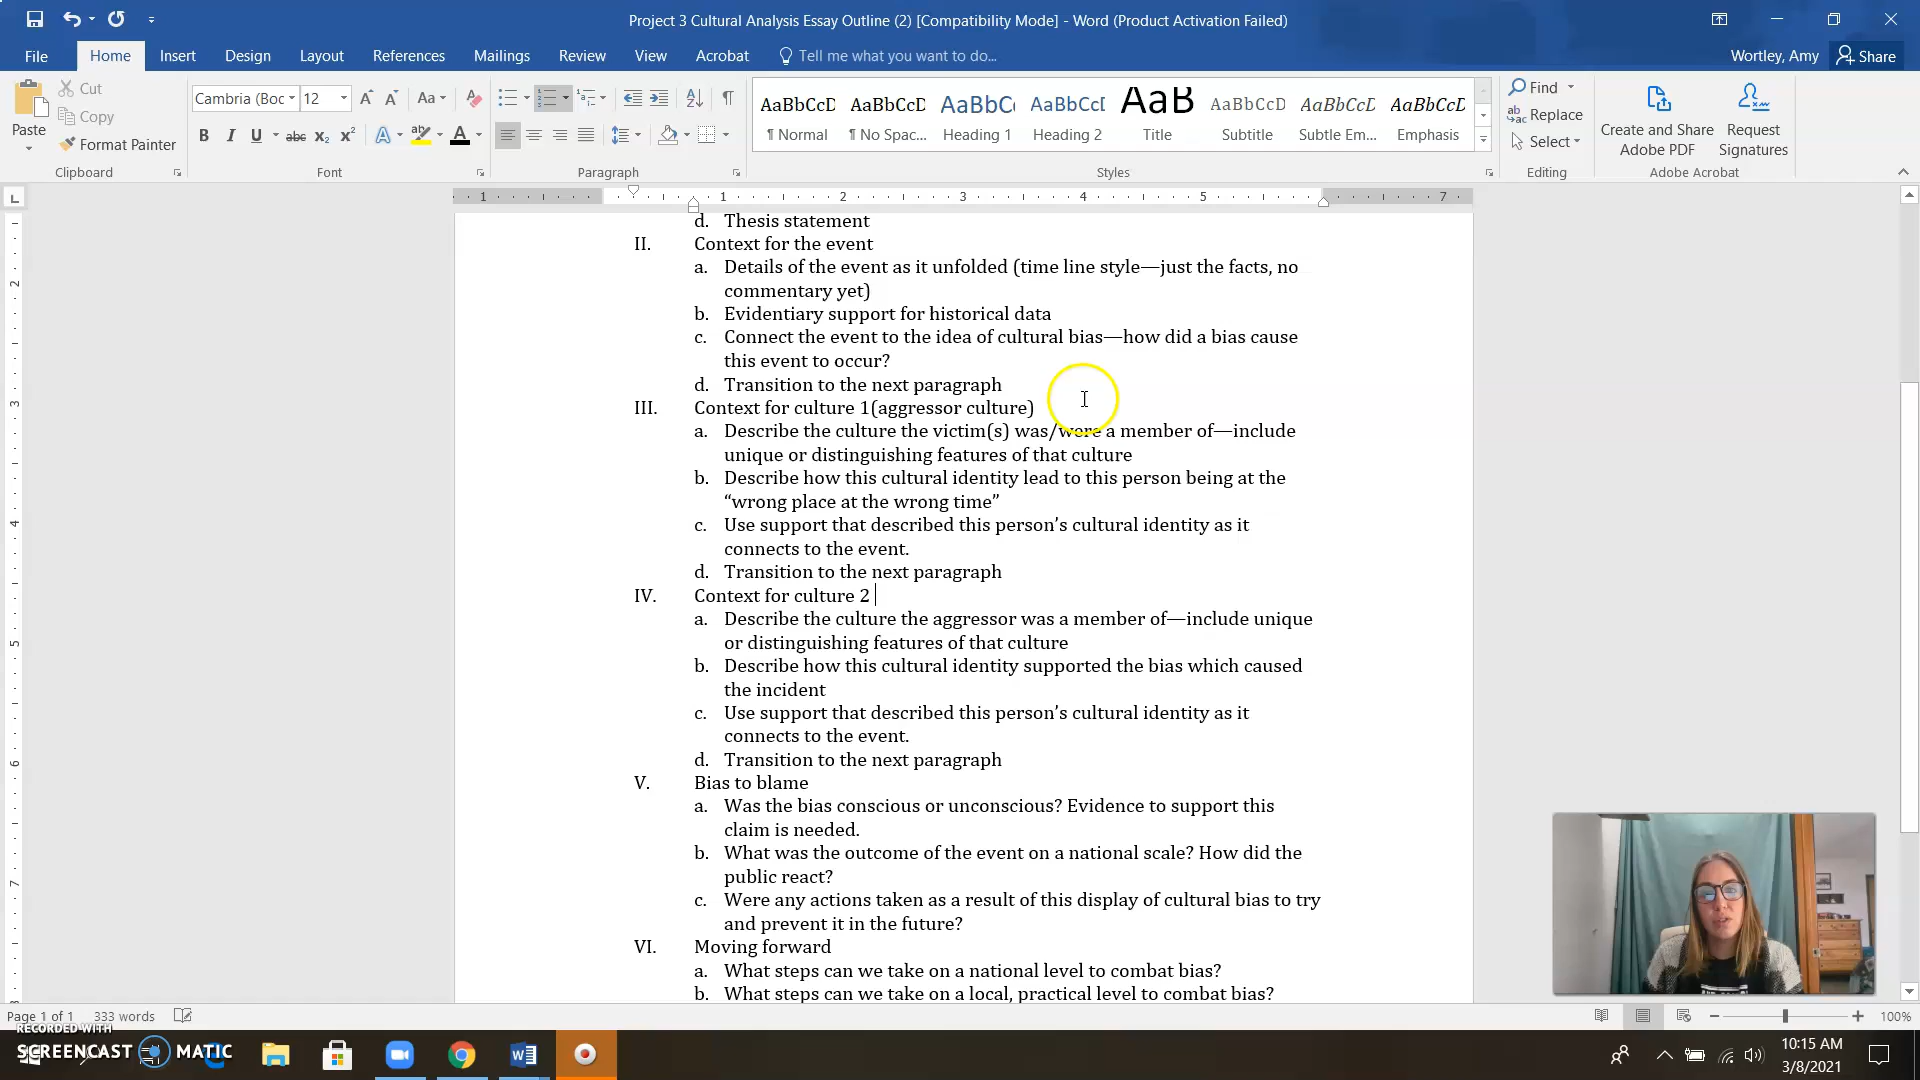 Project 3 Cultural Analysis Essay Outline (2) [Compatibility Mode] - Word (Product Activation Failed)
File Home Insert Design Layout References Mailings Review View Acrobat Tell me what you want to do... Wortley, Amy Share
Paste
Cut
Copy
Format Painter
Clipboard
Cambria (Boc 12
Font
Paragraph
AaBbCcD AaBbCcD AaBbC AaBbCcD AaB AaBbCcD AaBbCcD AaBbCcD
¶ Normal ¶ No Spac... Heading 1 Heading 2 Title Subtitle Subtle Em... Emphasis
Styles
Find
Replace
Select
Editing
Create and Share
Adobe PDF
Request
Signatures
Adobe Acrobat
1 1 2 3 4 5 7
d. Thesis statement
II. Context for the event
a. Details of the event as it unfolded (time line style—just the facts, no
commentary yet)
b. Evidentiary support for historical data
c. Connect the event to the idea of cultural bias—how did a bias cause
this event to occur?
d. Transition to the next paragraph
III. Context for culture 1(aggressor culture)
a. Describe the culture the victim(s) was/were a member of—include
unique or distinguishing features of that culture
b. Describe how this cultural identity lead to this person being at the
“wrong place at the wrong time”
c. Use support that described this person’s cultural identity as it
connects to the event.
d. Transition to the next paragraph
IV. Context for culture 2
a. Describe the culture the aggressor was a member of—include unique
or distinguishing features of that culture
b. Describe how this cultural identity supported the bias which caused
the incident
c. Use support that described this person’s cultural identity as it
connects to the event.
d. Transition to the next paragraph
V. Bias to blame
a. Was the bias conscious or unconscious? Evidence to support this
claim is needed.
b. What was the outcome of the event on a national scale? How did the
public react?
c. Were any actions taken as a result of this display of cultural bias to try
and prevent it in the future?
VI. Moving forward
a. What steps can we take on a national level to combat bias?
b. What steps can we take on a local, practical level to combat bias?
Page 1 of 1 333 words 100%
RECORDED WITH
SCREENCAST MATIC
10:15 AM
3/8/2021